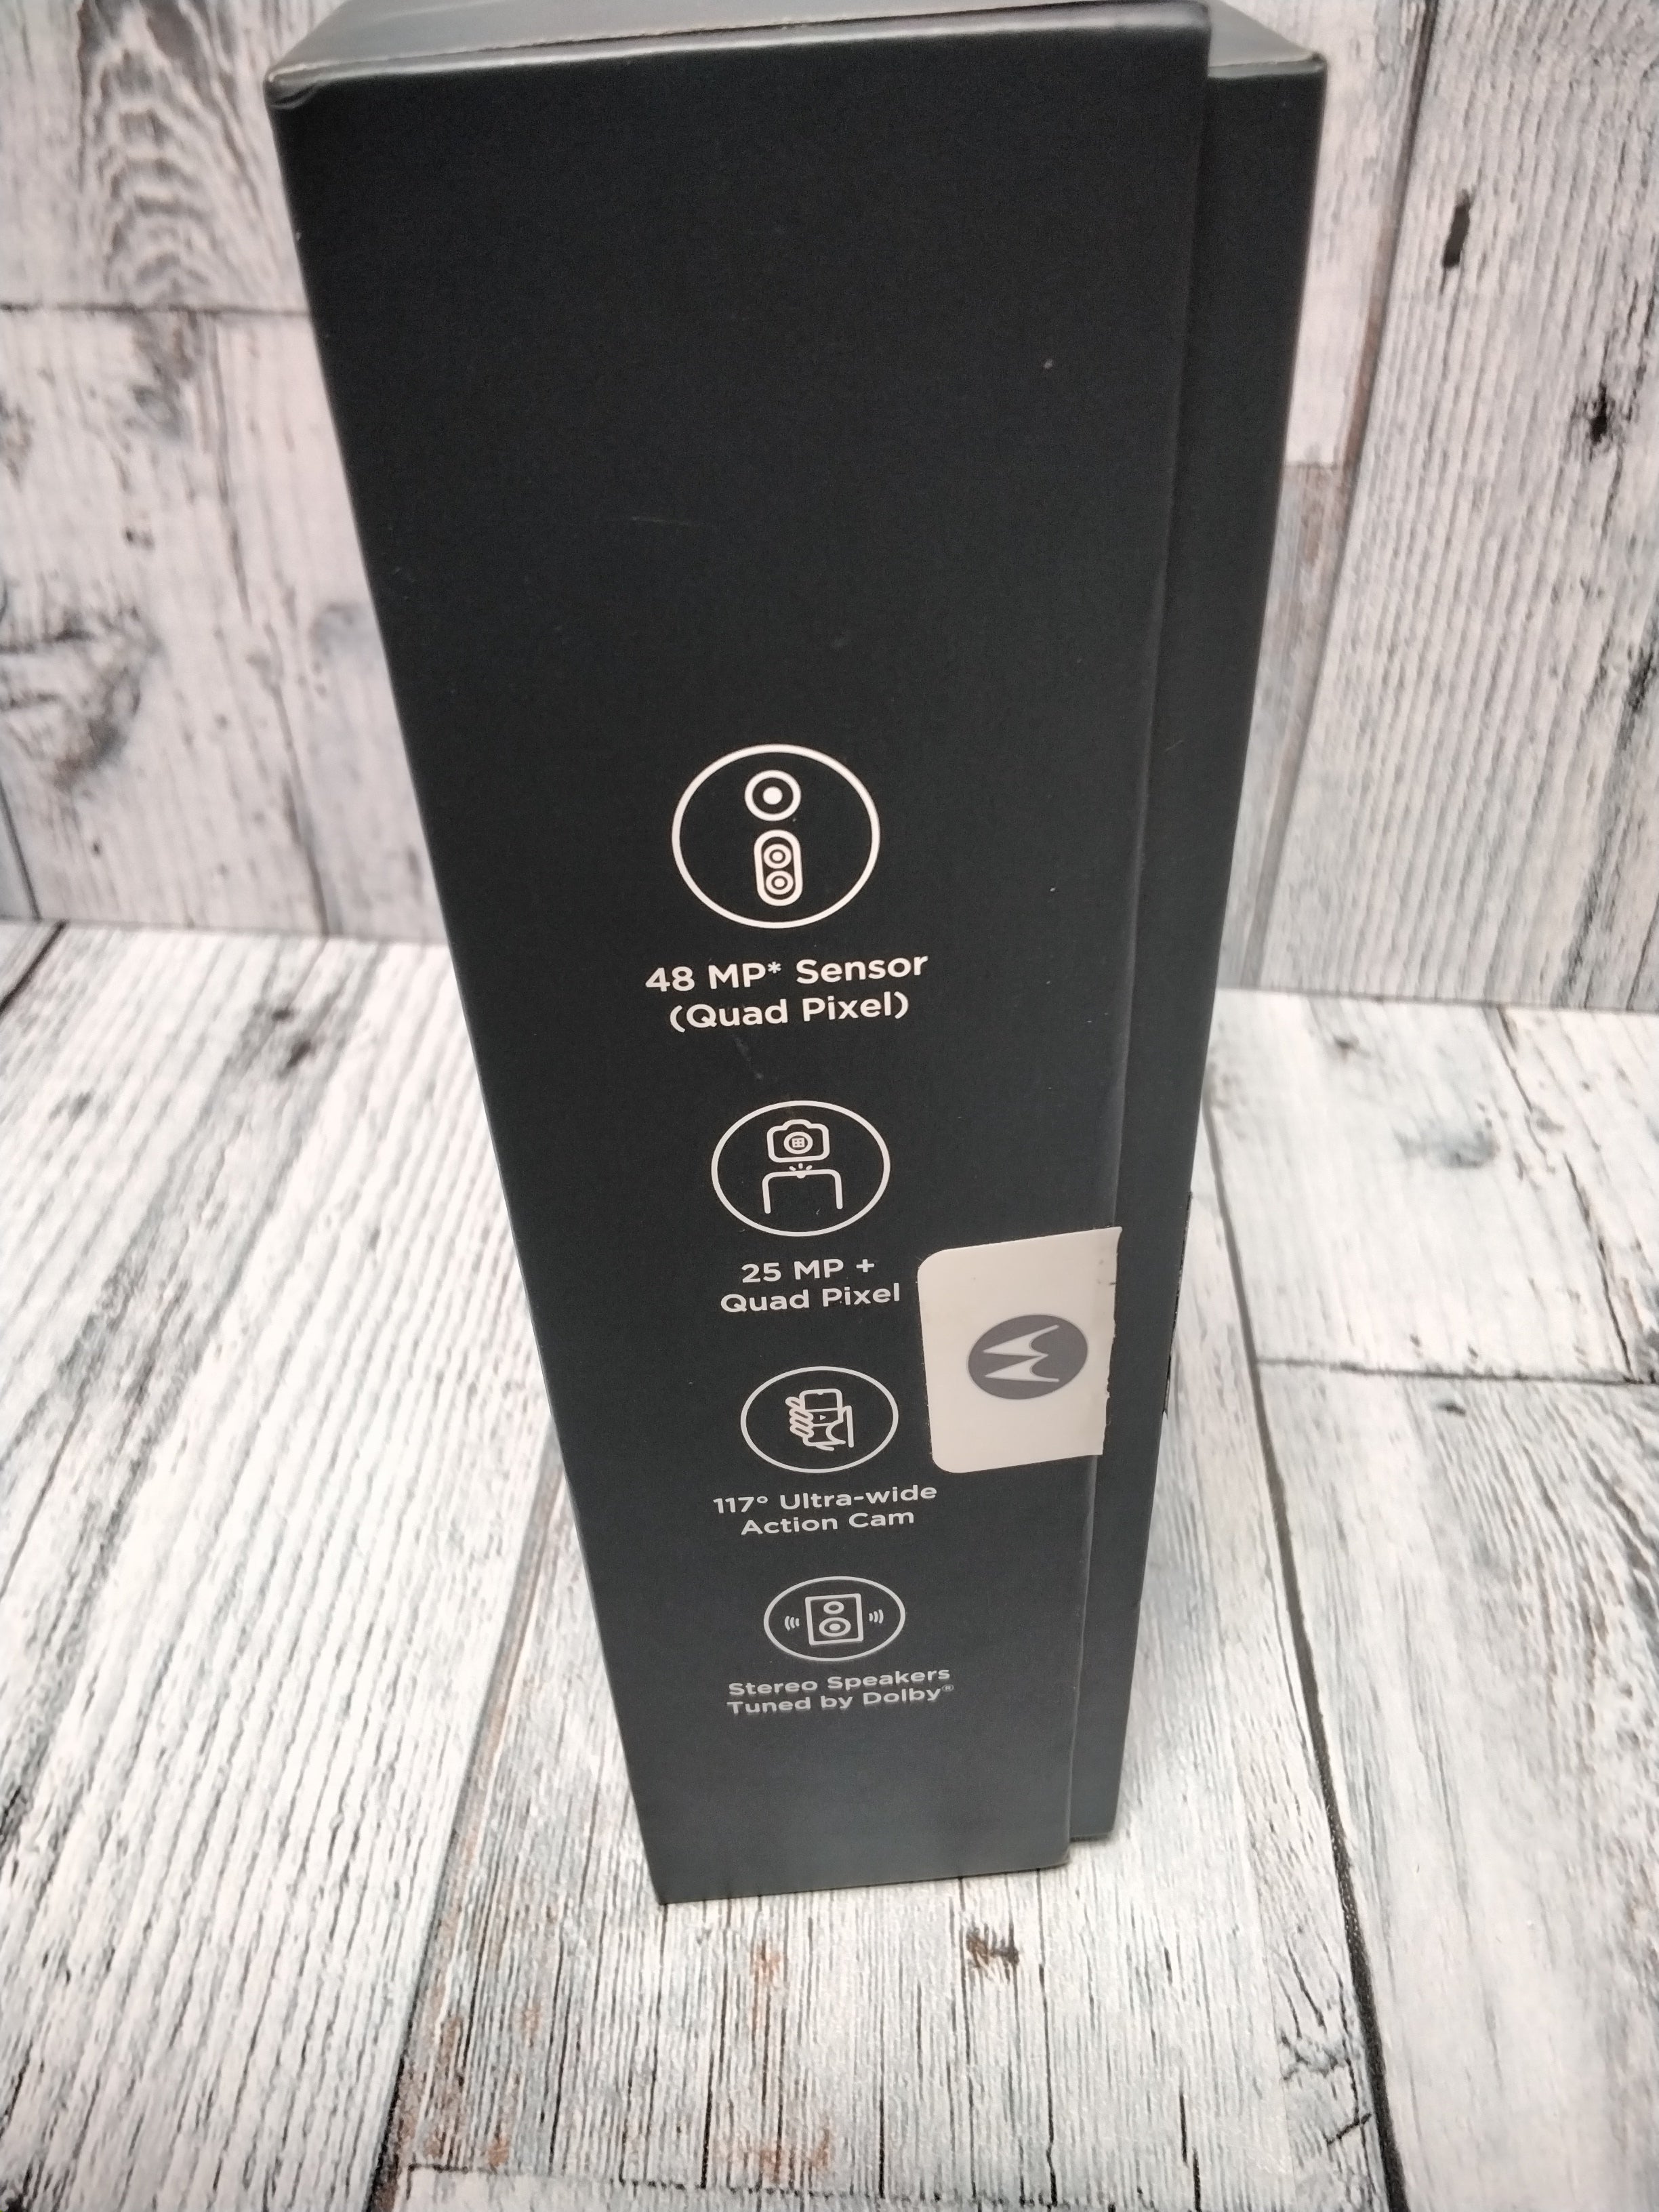 48 MP* Sensor
(Quad Pixel)
25 MP +
Quad Pixel
117° Ultra-wide
Action Cam
Stereo Speakers
Tuned by Dolby®